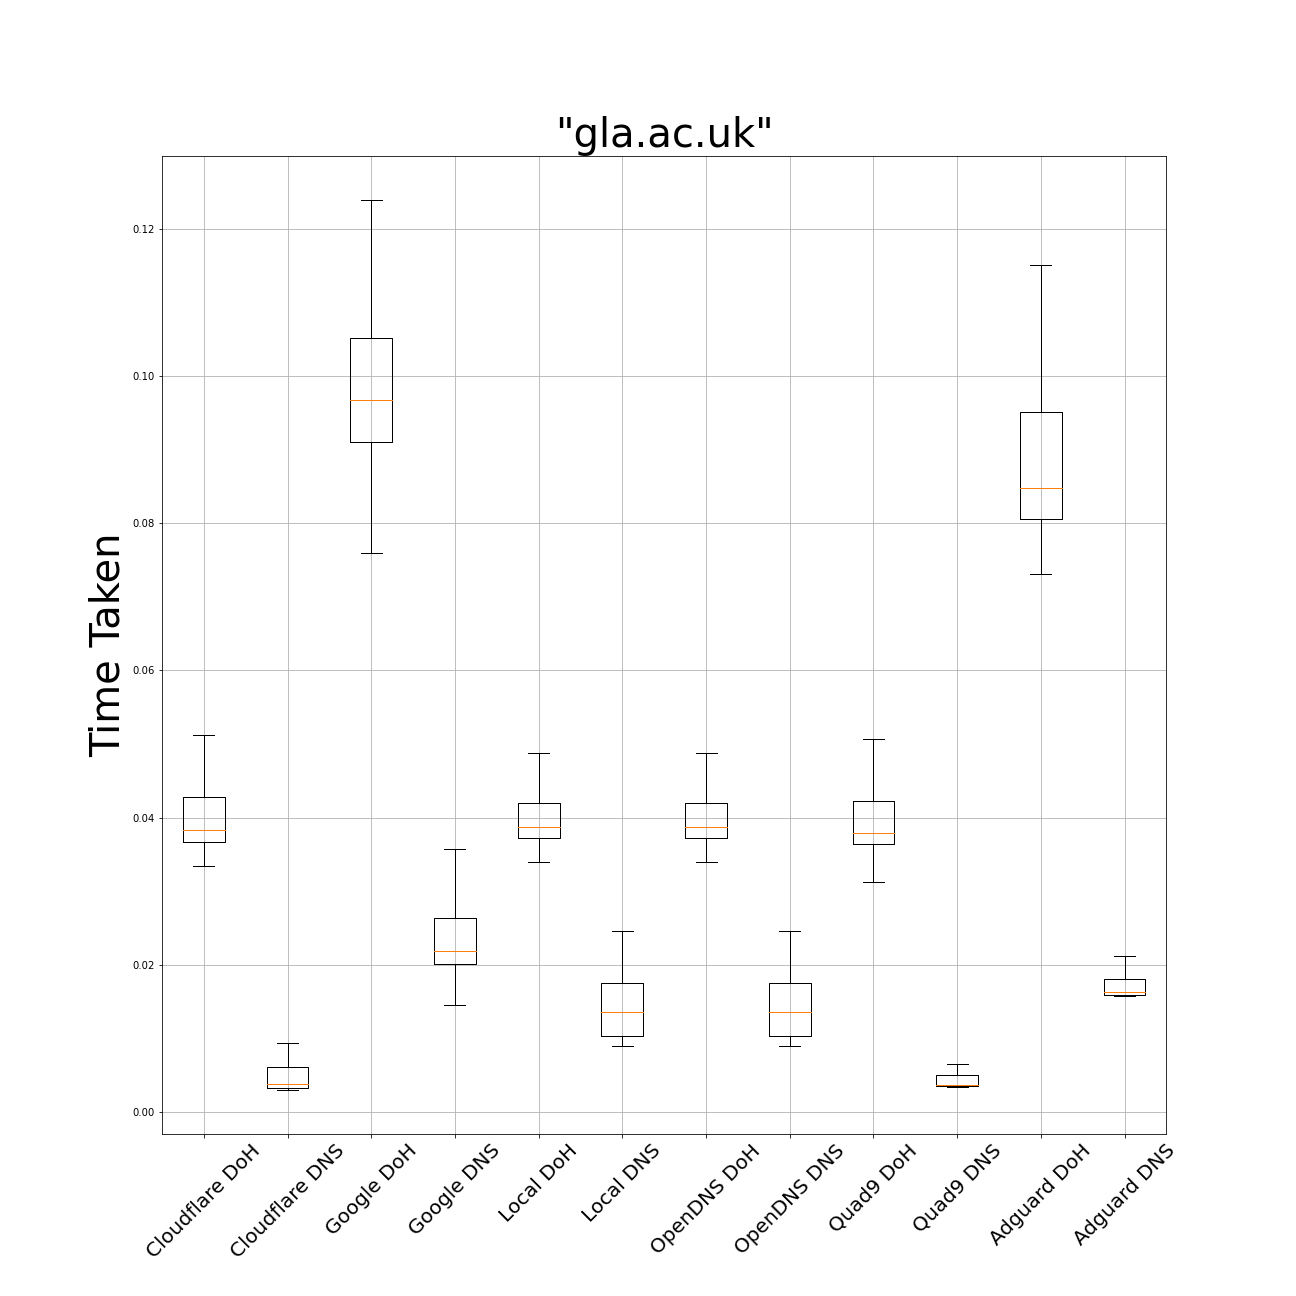 "gla.ac.uk"
Time Taken
0.12
0.10
0.08
0.06
0.04
0.02
0.00
Cloudflare DoH
Cloudflare DNS
Google DoH
Google DNS
Local DoH
Local DNS
OpenDNS DoH
OpenDNS DNS
Quad9 DoH
Quad9 DNS
Adguard DoH
Adguard DNS